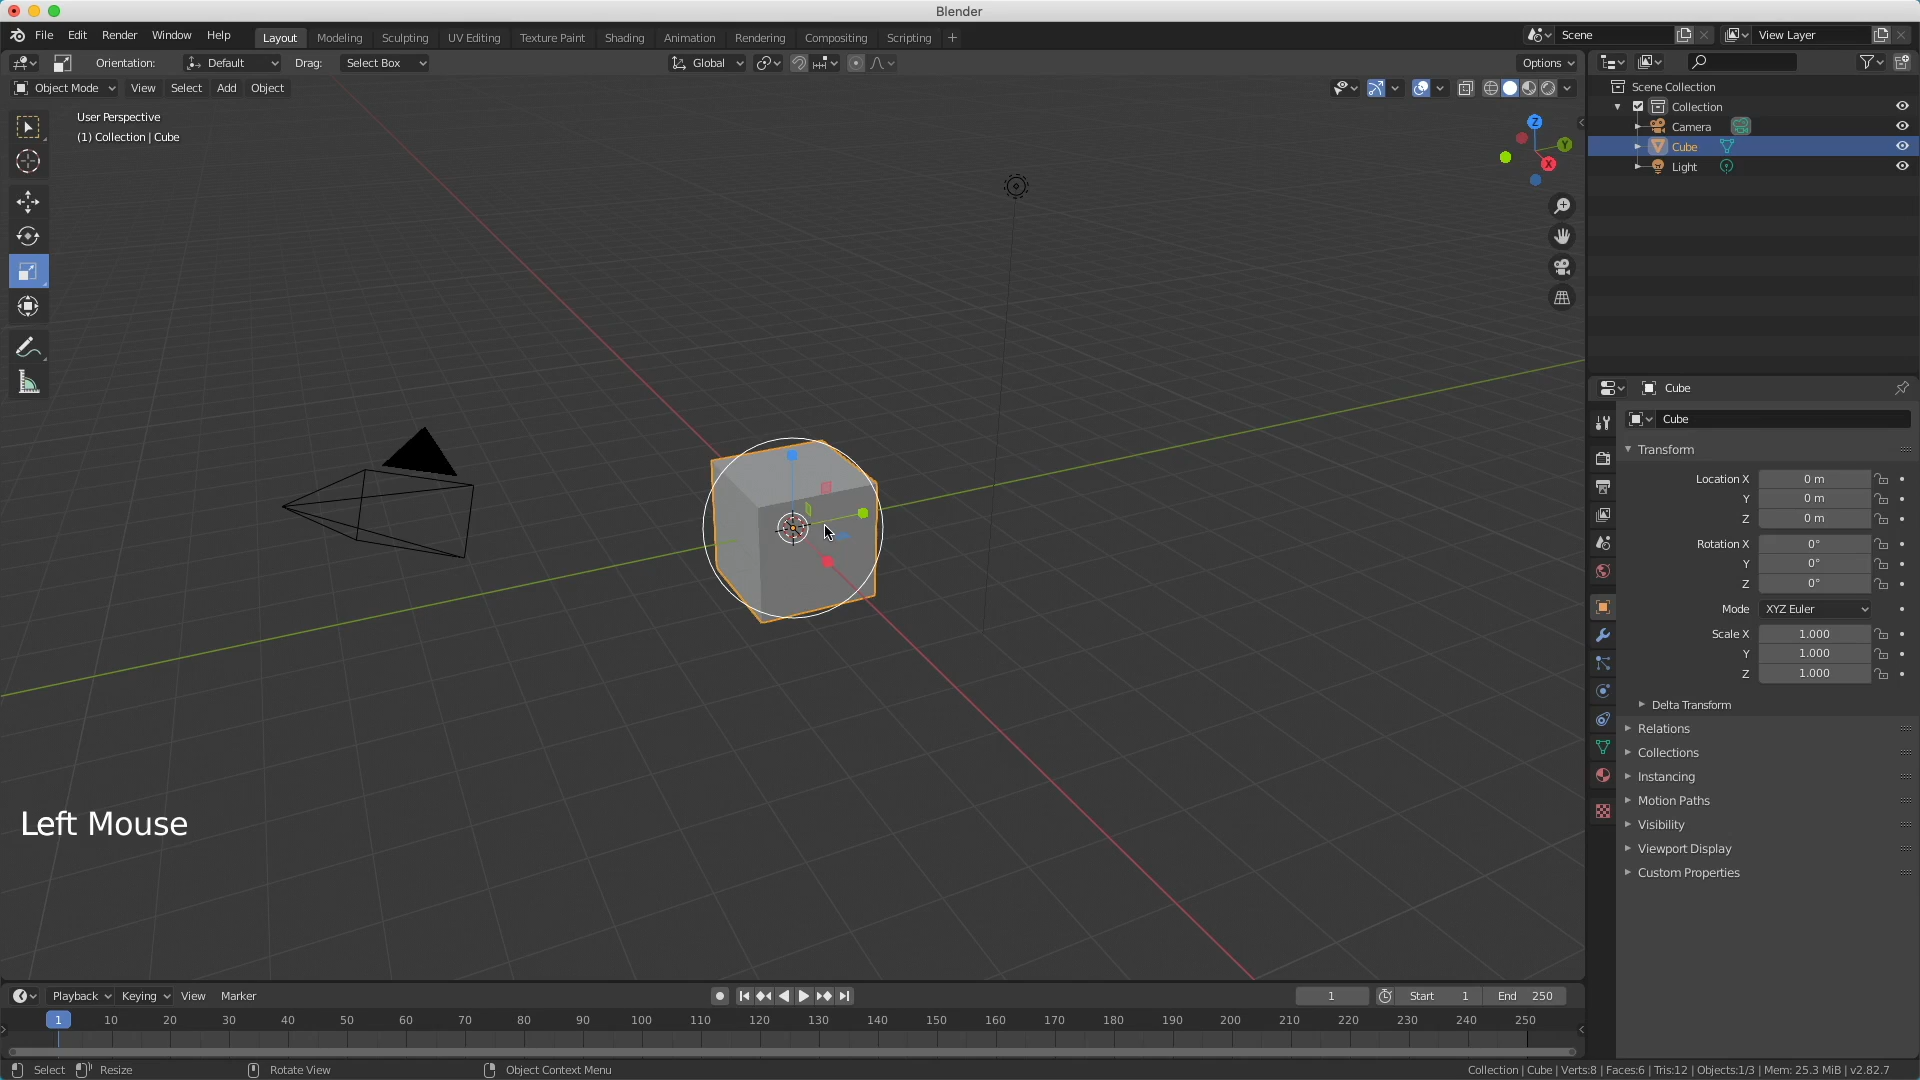 Blender
File Edit Render Window Help Layout Modeling Sculpting UV Editing Texture Paint Shading Animation Rendering Compositing Scripting + Scene View Layer
Orientation: Default Drag: Select Box Global Options
Object Mode View Select Add Object
User Perspective
(1) Collection | Cube
Z
Y
X
Scene Collection
Collection
Camera
Cube
Light
Cube
Cube
Transform
Location X 0 m
Y 0 m
Z 0 m
Rotation X 0°
Y 0°
Z 0°
Mode XYZ Euler
Scale X 1.000
Y 1.000
Z 1.000
Delta Transform
Relations
Collections
Instancing
Motion Paths
Visibility
Viewport Display
Custom Properties
Left Mouse
Playback Keying View Marker 1 Start 1 End 250
1 10 20 30 40 50 60 70 80 90 100 110 120 130 140 150 160 170 180 190 200 210 220 230 240 250
Select Resize Rotate View Object Context Menu Collection | Cube | Verts:8 | Faces:6 | Tris:12 | Objects:1/3 | Mem: 25.3 MiB | v2.82.7